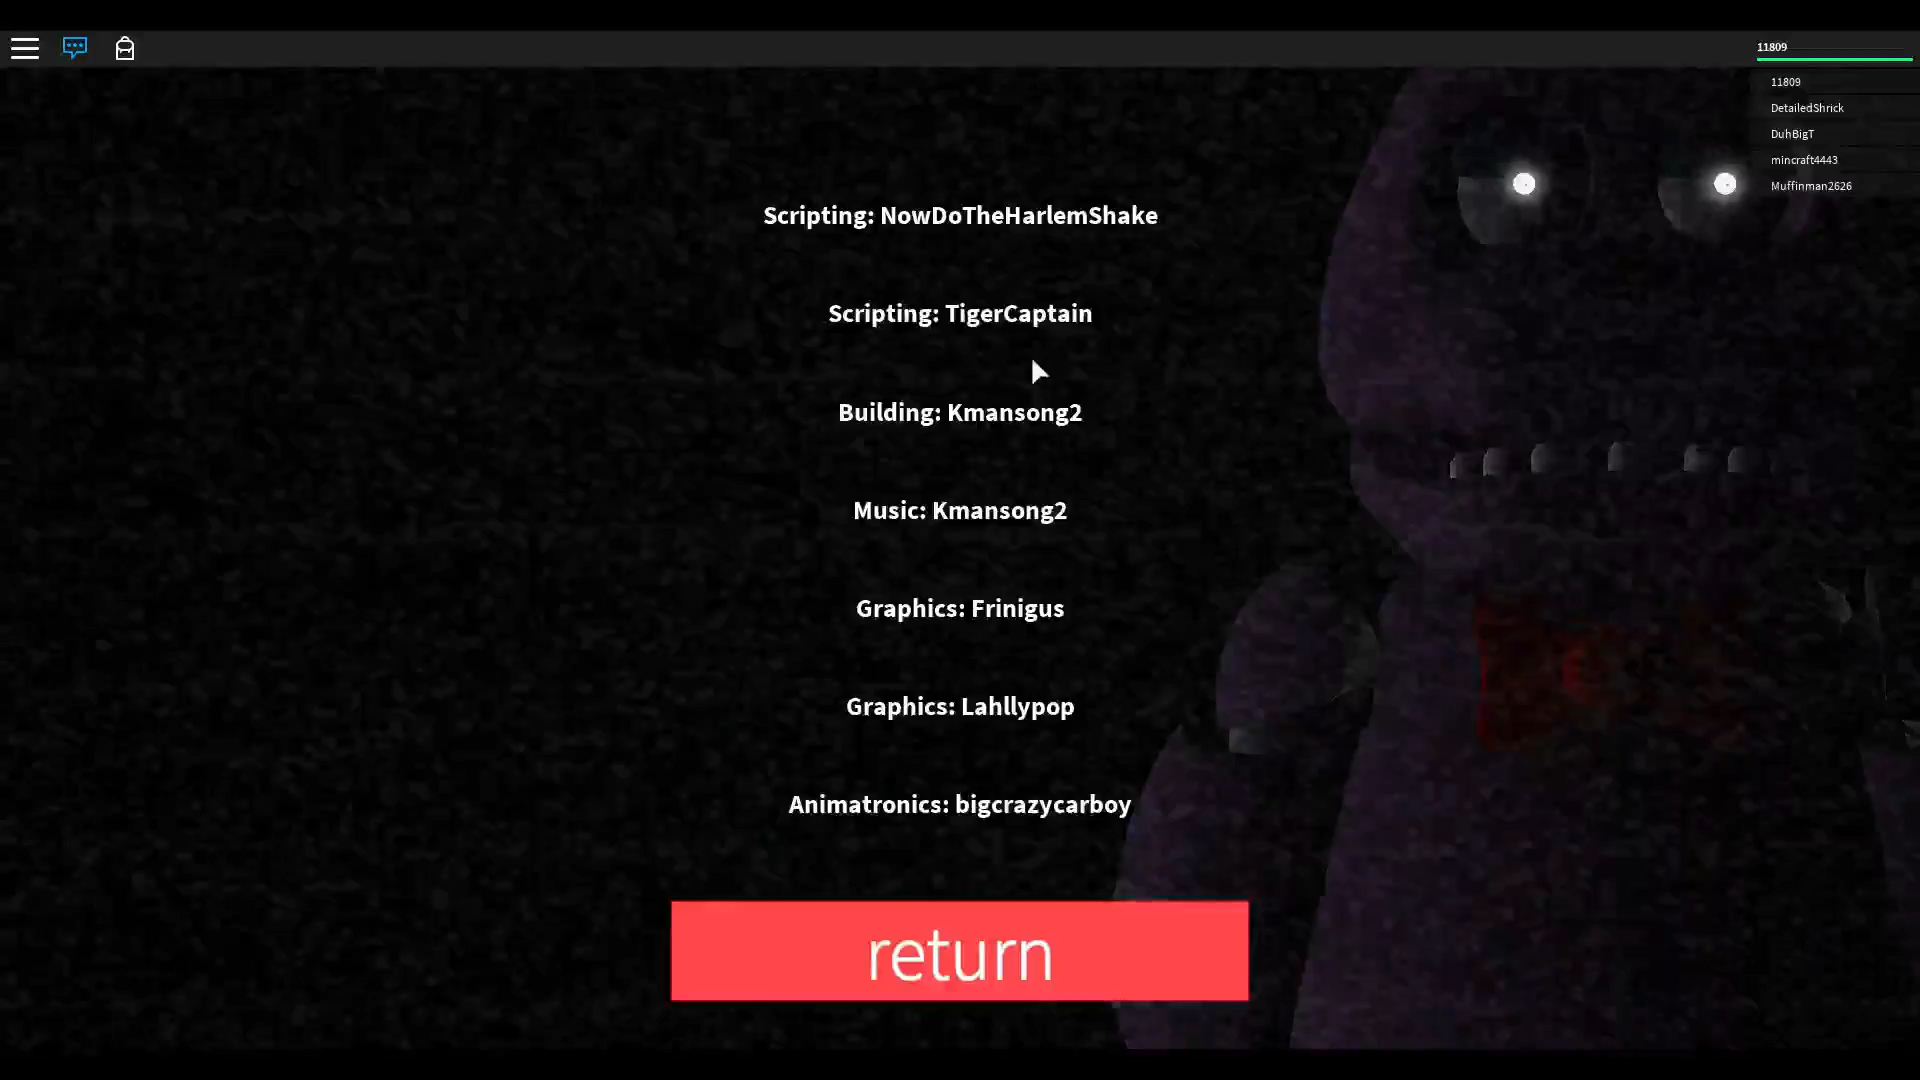 11809
11809
DetailedShrick
DuhBigT
mincraft4443
Muffinman2626
Scripting: NowDoTheHarlemShake
Scripting: TigerCaptain
Building: Kmansong2
Music: Kmansong2
Graphics: Frinigus
Graphics: Lahllypop
Animatronics: bigcrazycarboy
return